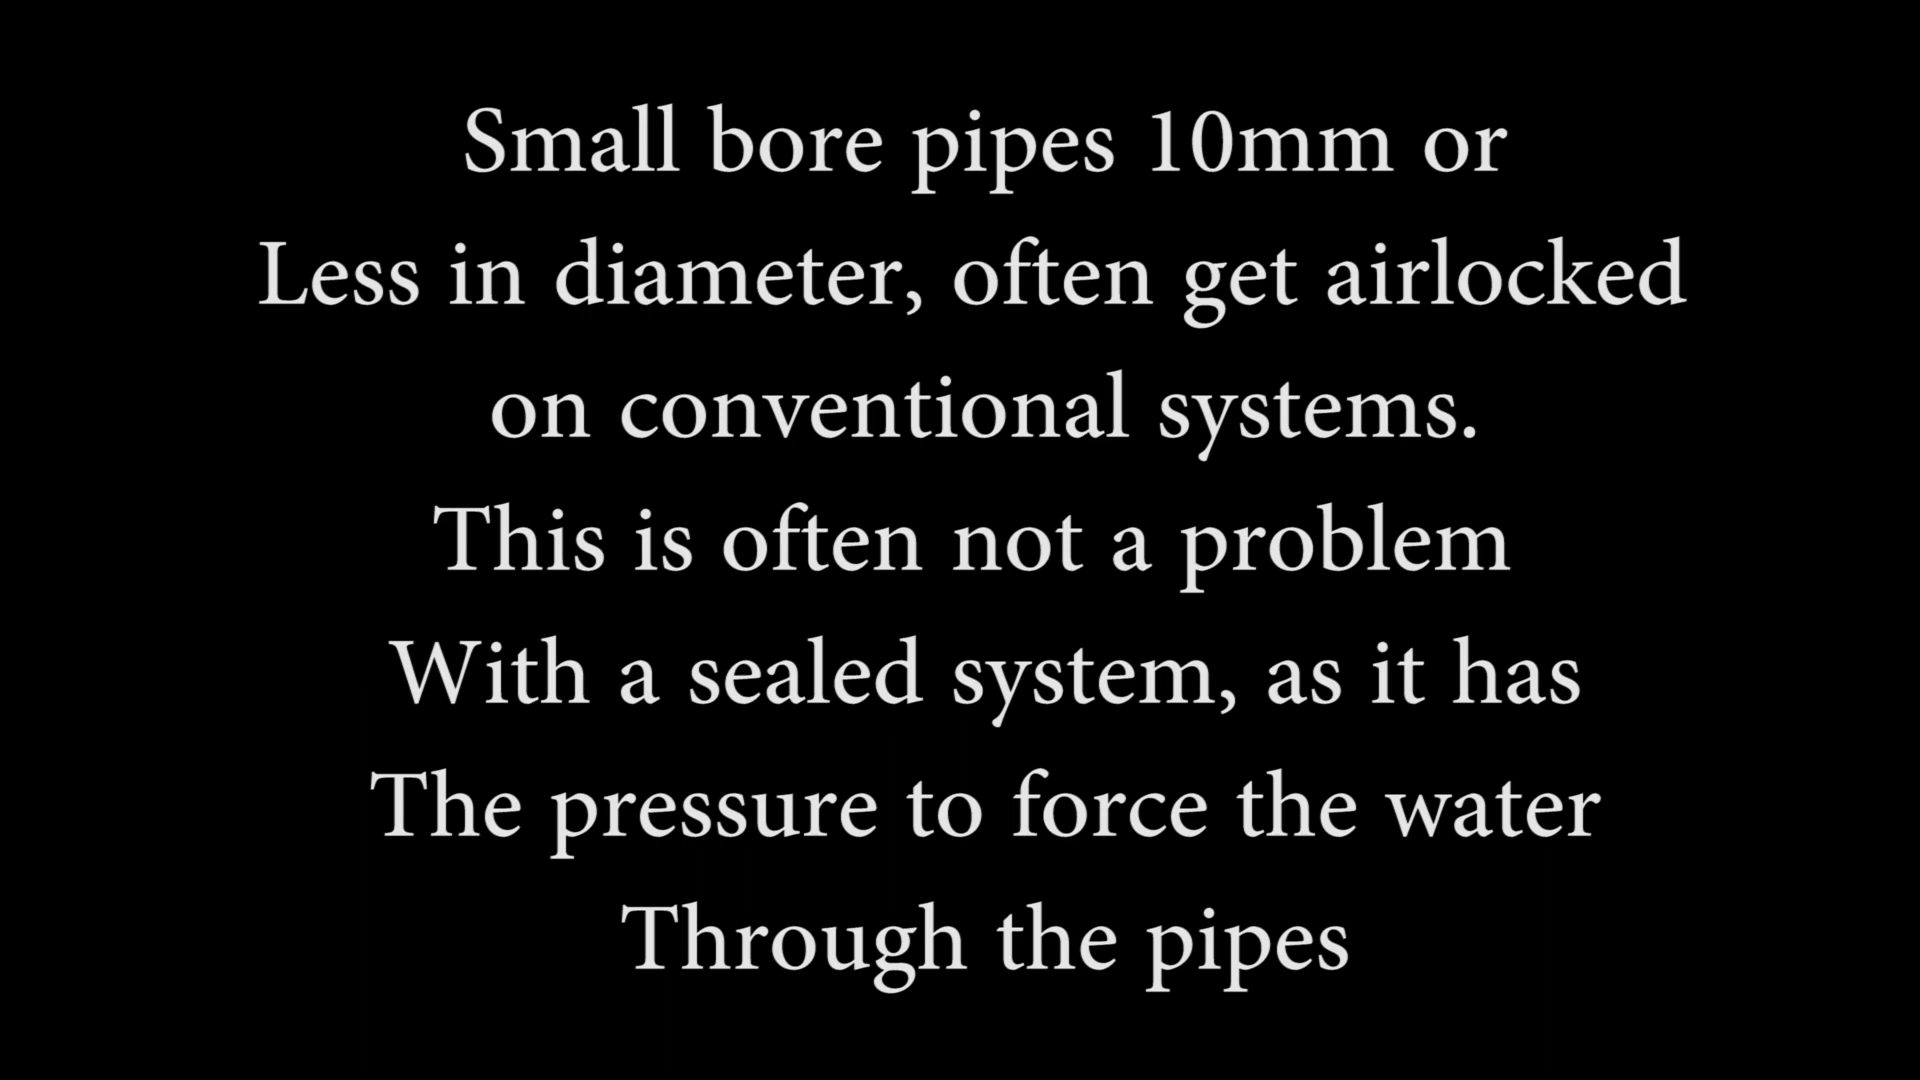 Small bore pipes 10mm or
Less in diameter, often get airlocked
on conventional systems.
This is often not a problem
With a sealed system, as it has
The pressure to force the water
Through the pipes